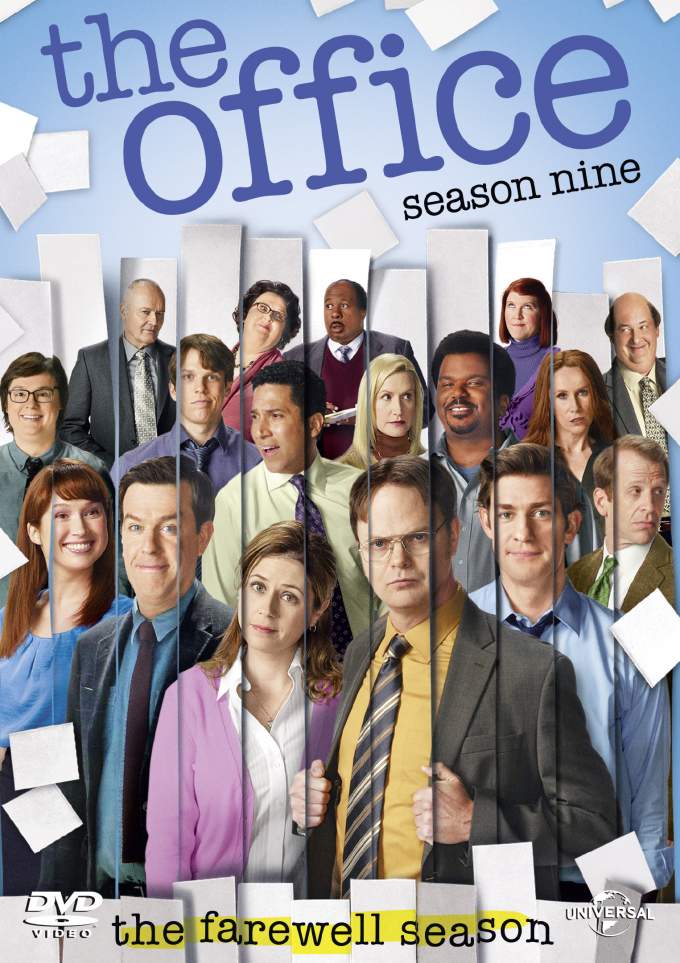 the
office
season nine
DVD
VIDEO
the farewell season
UNIVERSAL